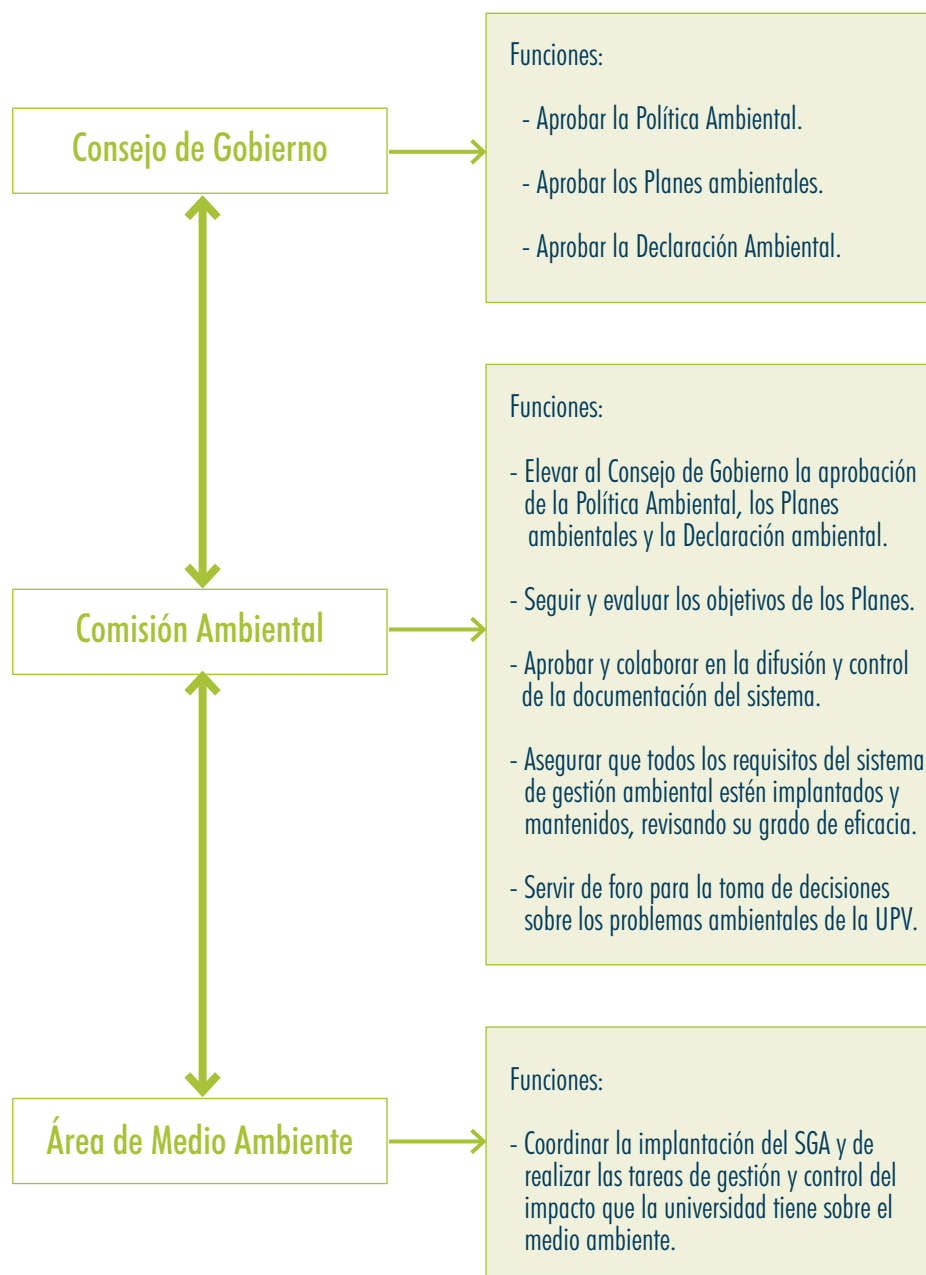 Consejo de Gobierno
Funciones:
- Aprobar la Política Ambiental.
- Aprobar los Planes ambientales.
- Aprobar la Declaración Ambiental.
Comisión Ambiental
Funciones:
- Elevar al Consejo de Gobierno la aprobación
de la Política Ambiental, los Planes
ambientales y la Declaración ambiental.
- Seguir y evaluar los objetivos de los Planes.
- Aprobar y colaborar en la difusión y control
de la documentación del sistema.
- Asegurar que todos los requisitos del sistema
de gestión ambiental estén implantados y
mantenidos, revisando su grado de eficacia.
- Servir de foro para la toma de decisiones
sobre los problemas ambientales de la UPV.
Área de Medio Ambiente
Funciones:
- Coordinar la implantación del SGA y de
realizar las tareas de gestión y control del
impacto que la universidad tiene sobre el
medio ambiente.